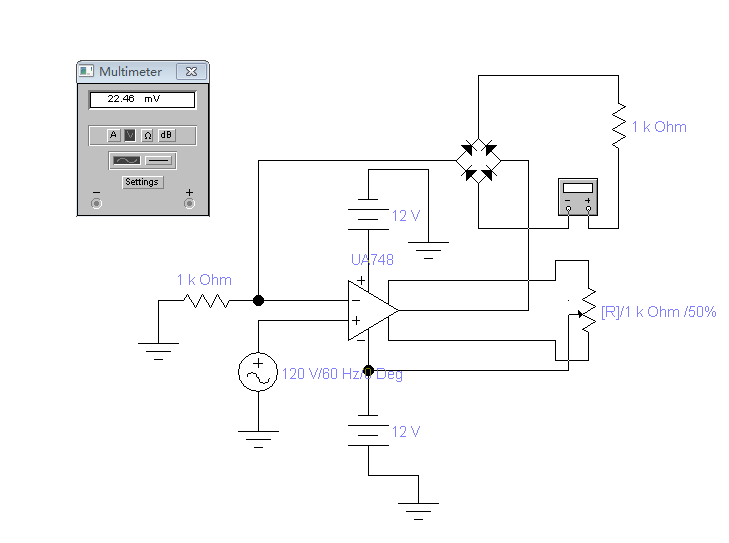 Multimeter
22.46 mV
A V Ω dB
Settings
− +
1 k Ohm
− +
12 V
UA748
+
1 k Ohm
−
+
[R]/1 k Ohm /50%
−
+
120 V/60 Hz/0 Deg
12 V